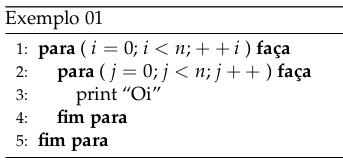 Exemplo 01
1: para ( i = 0; i < n; + + i ) faça
2: para ( j = 0; j < n; j + + ) faça
3: print “Oi”
4: fim para
5: fim para